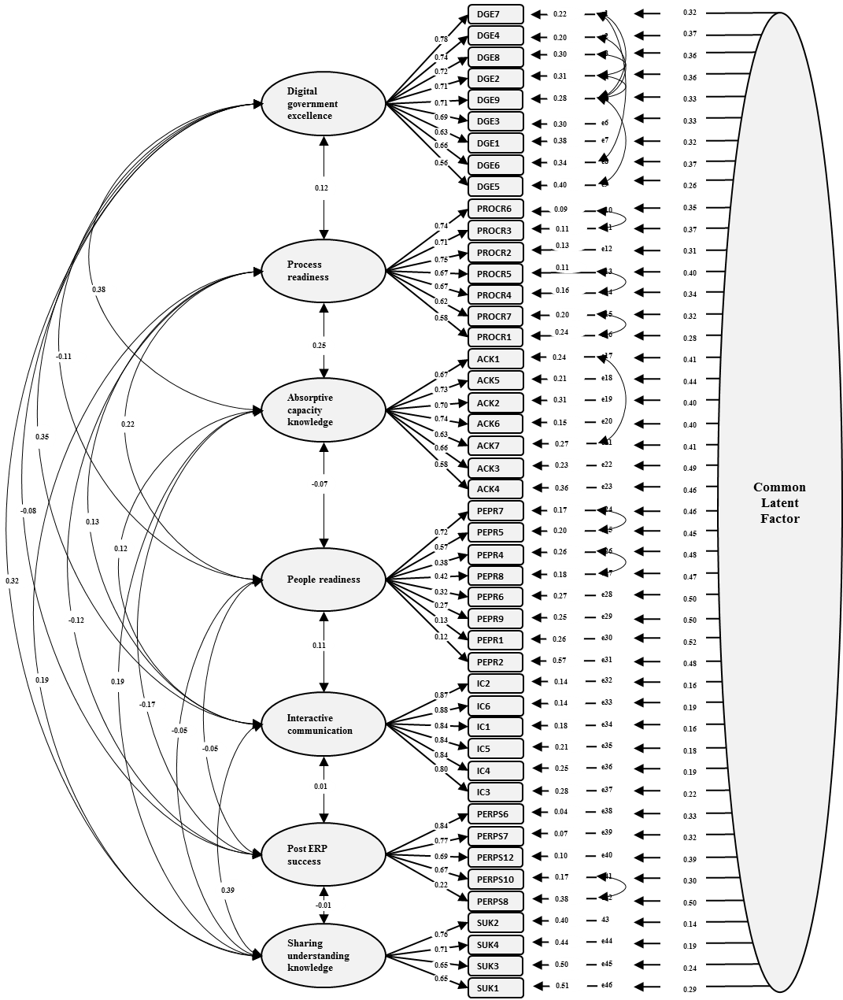 DGE7 0.22 0.32
0.78 DGE4 0.20 0.37
0.74 DGE8 0.30 0.36
0.72 DGE2 0.31 0.36
0.71 DGE9 0.28 0.33
0.71
0.69 DGE3 0.30 e6 0.33
0.63 DGE1 0.38 e7 0.32
0.66 DGE6 0.34 0.37
0.56 DGE5 0.40 0.26
Digital
government
excellence
0.12
PROCR6 0.09 0.35
0.74 PROCR3 0.11 0.37
0.71 PROCR2 0.13 e12 0.31
0.75 PROCR5 0.11 0.40
0.67
0.67 PROCR4 0.16 0.34
0.62 PROCR7 0.20 0.32
0.58 PROCR1 0.24 0.28
Process
readiness
0.38
0.25
-0.11
ACK1 0.24 e17 0.41
0.67 ACK5 0.21 e18 0.44
0.73 ACK2 0.31 e19 0.40
0.70
0.74 ACK6 0.15 e20 0.40
0.63 ACK7 0.27 0.41
0.66 ACK3 0.23 e22 0.49
0.58 ACK4 0.36 e23 0.46
Absorptive
capacity
knowledge
0.22
0.35
-0.07
-0.08
0.13
0.12
0.32
PEPR7 0.17 0.46
0.72 PEPR5 0.20 0.45
0.57 PEPR4 0.26 0.48
0.38 PEPR8 0.18 0.47
0.42
0.32 PEPR6 0.27 e28 0.50
0.27 PEPR9 0.25 e29 0.50
0.13 PEPR1 0.26 e30 0.52
0.12 PEPR2 0.57 e31 0.48
People readiness
Common
Latent
Factor
-0.12
0.11
0.19
0.19
-0.17
-0.05
-0.05
IC2 0.14 e32 0.16
0.87 IC6 0.14 e33 0.19
0.88
0.84 IC1 0.18 e34 0.16
0.84 IC5 0.21 e35 0.18
0.84 IC4 0.25 e36 0.19
0.80 IC3 0.28 e37 0.22
Interactive
communication
0.01
PERPS6 0.04 e38 0.33
0.84 PERPS7 0.07 e39 0.32
0.77
0.69 PERPS12 0.10 e40 0.39
0.67 PERPS10 0.17 0.30
0.22 PERPS8 0.38 0.50
Post ERP
success
0.39
-0.01
SUK2 0.40 43 0.14
0.76 SUK4 0.44 e44 0.19
0.71
0.65 SUK3 0.50 e45 0.24
0.65 SUK1 0.51 e46 0.29
Sharing
understanding
knowledge